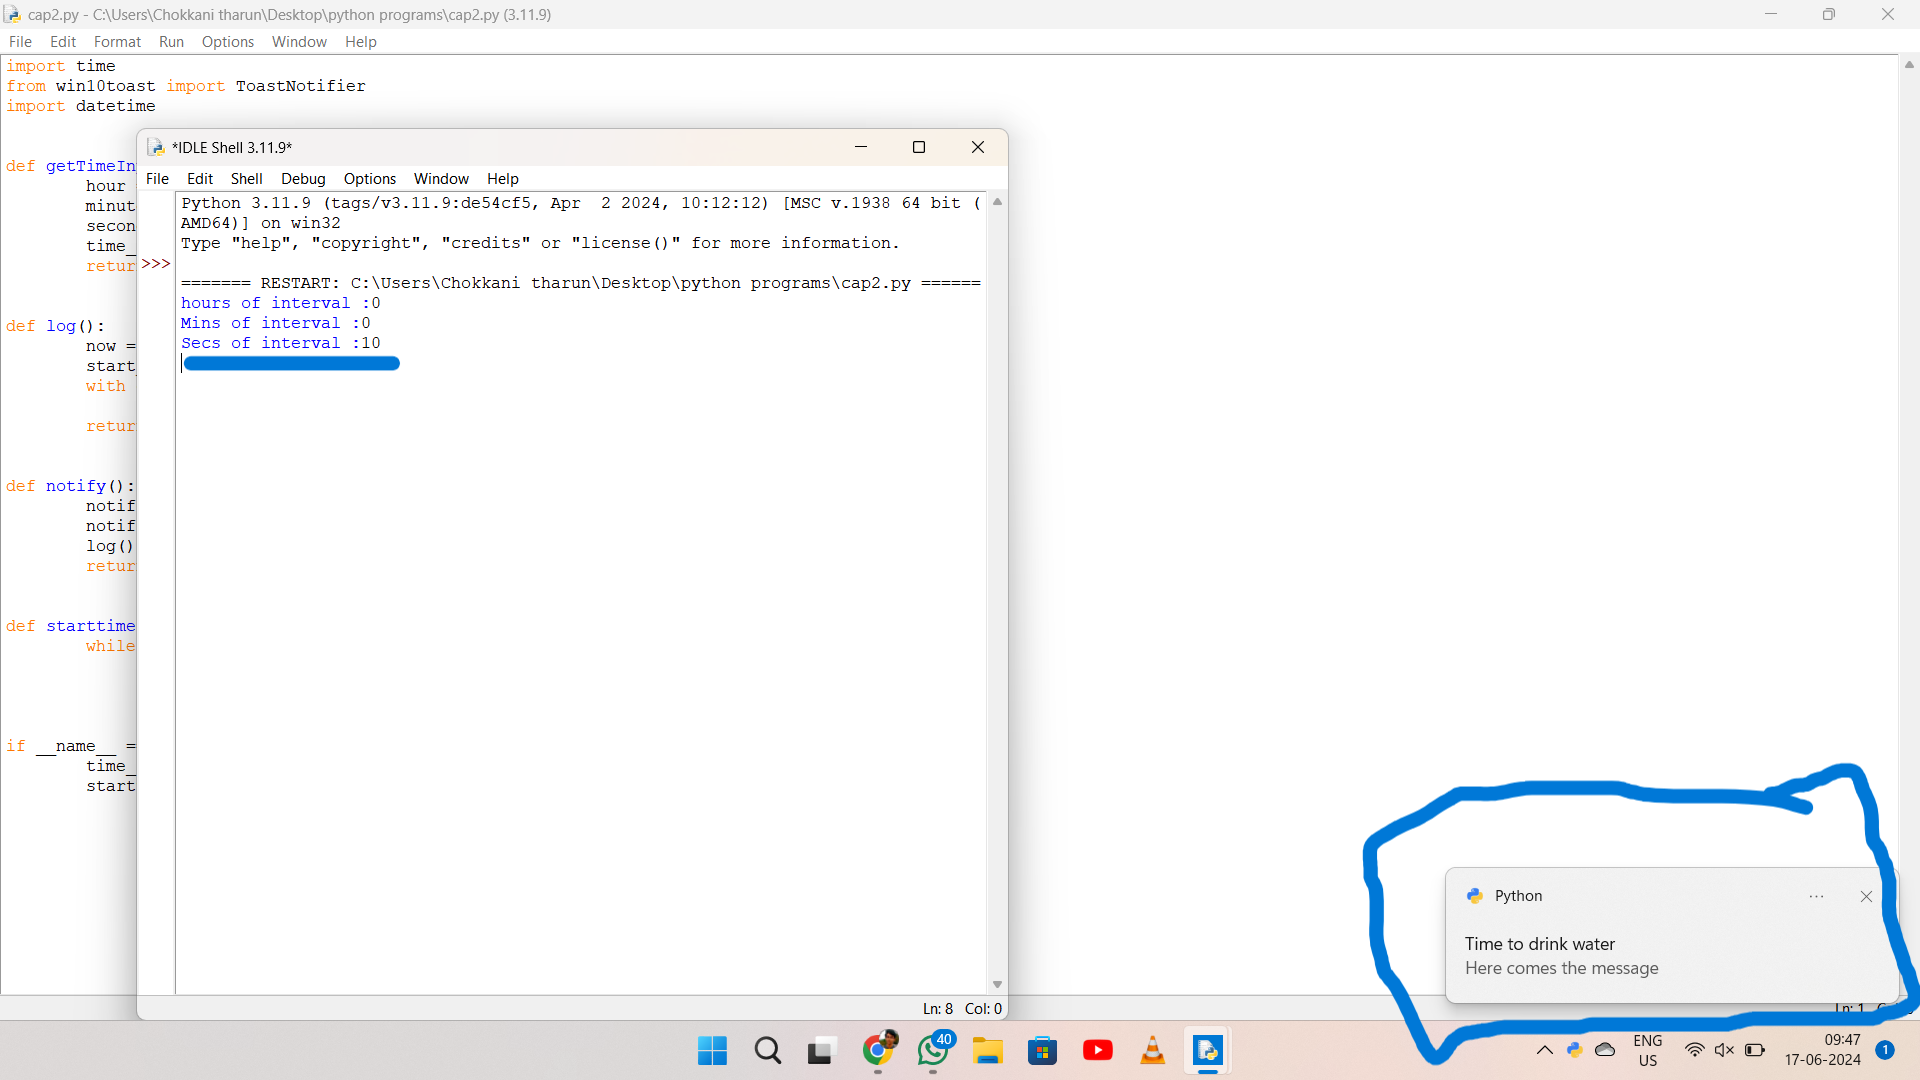 cap2.py - C:\Users\Chokkani tharun\Desktop\python programs\cap2.py (3.11.9)
File Edit Format Run Options Window Help
import time
from win10toast import ToastNotifier
import datetime
def getTimeIn
hour
minut
secon
time_
retur
def log():
now =
start
with
retur
def notify():
notif
notif
log()
retur
def starttime
while
if __name__ =
time_
start
*IDLE Shell 3.11.9*
File Edit Shell Debug Options Window Help
Python 3.11.9 (tags/v3.11.9:de54cf5, Apr  2 2024, 10:12:12) [MSC v.1938 64 bit (
AMD64)] on win32
Type "help", "copyright", "credits" or "license()" for more information.
>>>
======= RESTART: C:\Users\Chokkani tharun\Desktop\python programs\cap2.py ======
hours of interval :0
Mins of interval :0
Secs of interval :10
Ln: 8 Col: 0
Python
Time to drink water
Here comes the message
Ln: 1
40
ENG
US
09:47
17-06-2024
1